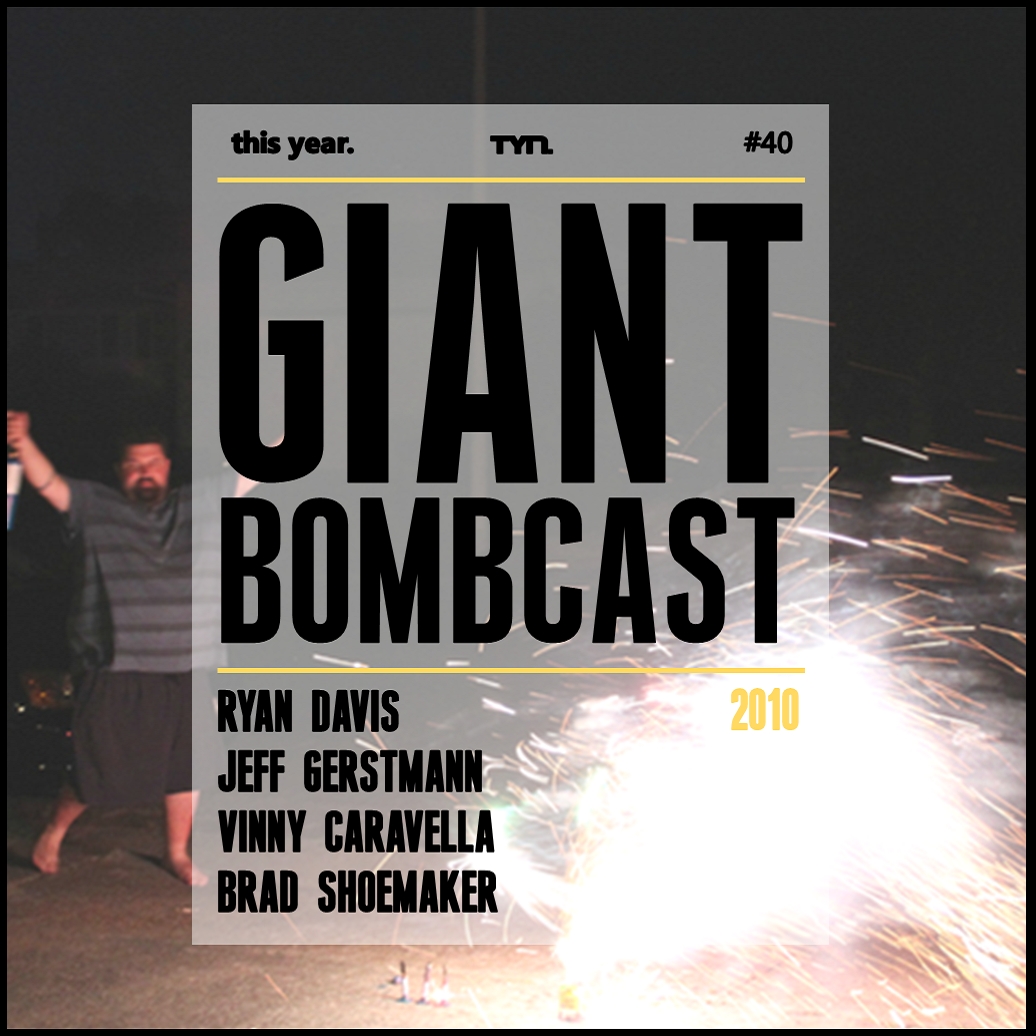 this year. TYN #40
GIANT
BOMBCAST
RYAN DAVIS 2010
JEFF GERSTMANN
VINNY CARAVELLA
BRAD SHOEMAKER